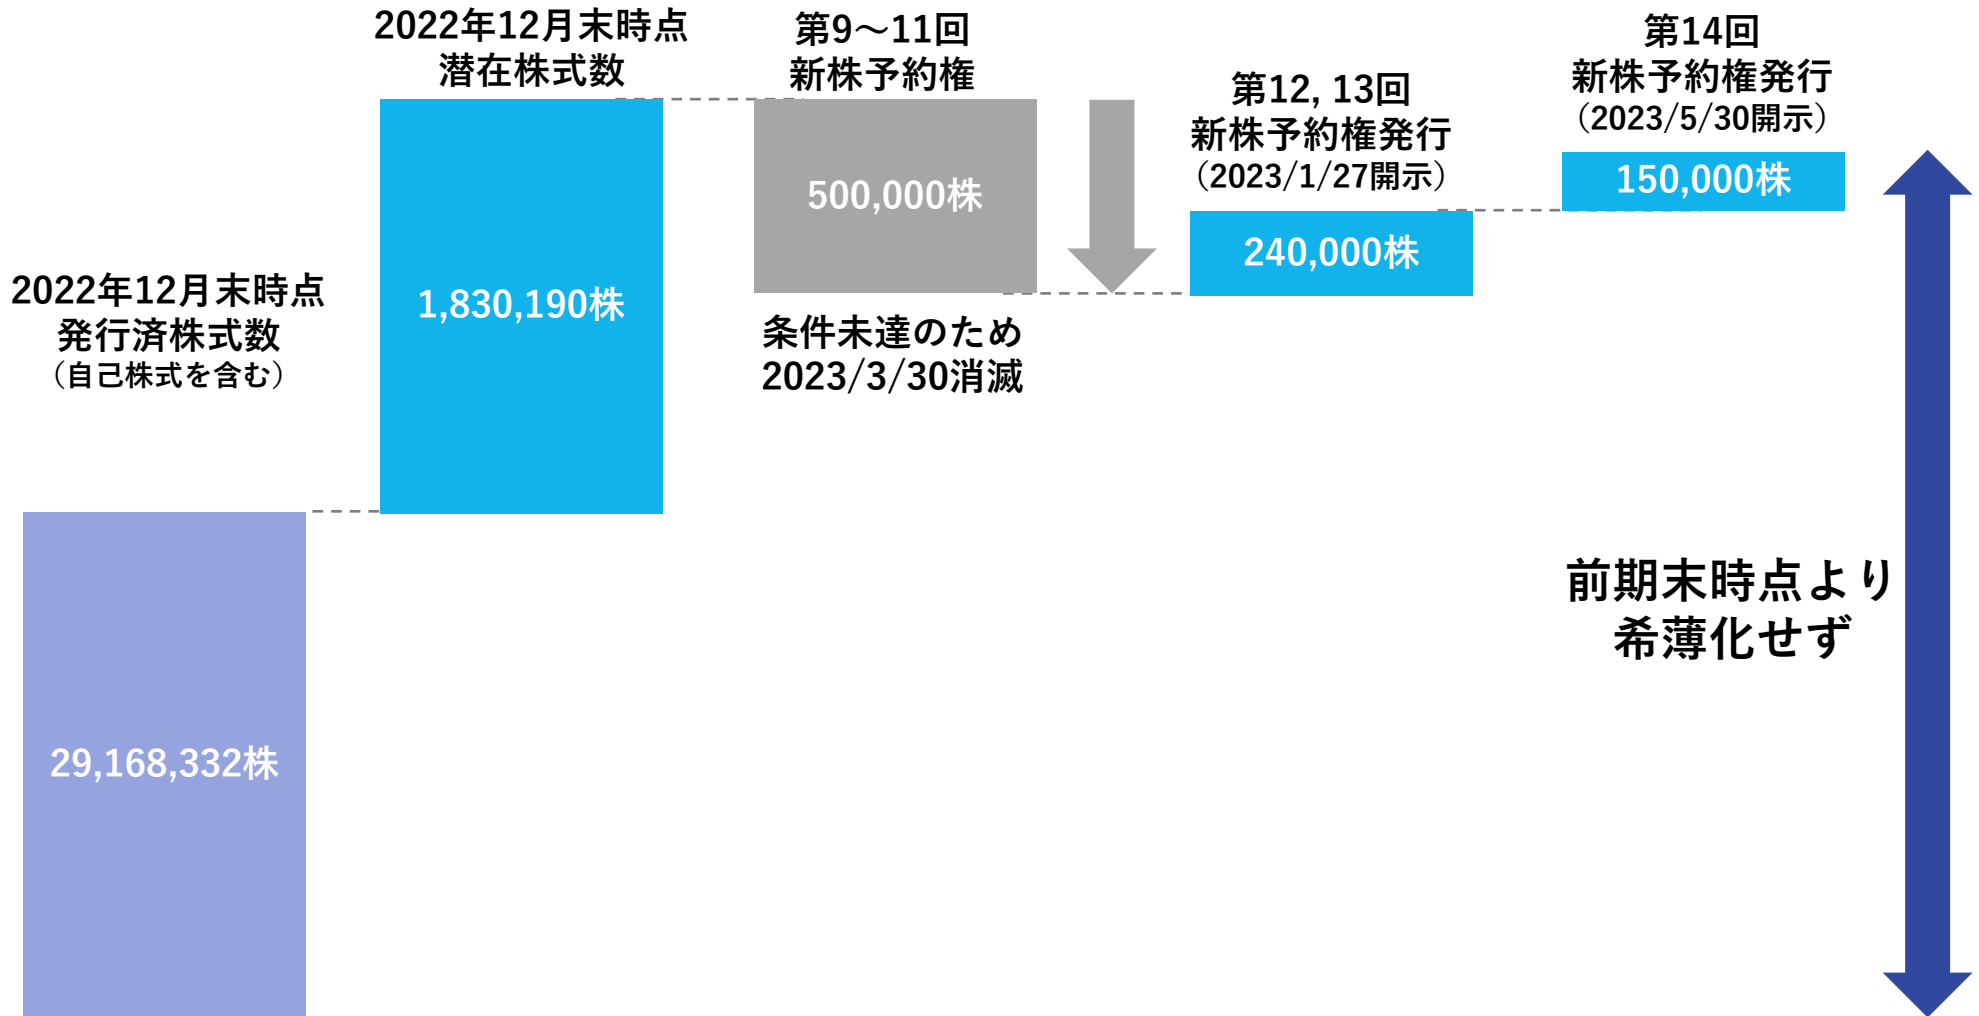 2022年12月末時点
発行済株式数
（自己株式を含む）
29,168,332株
2022年12月末時点
潜在株式数
1,830,190株
第9～11回
新株予約権
500,000株
条件未達のため
2023/3/30消滅
第12, 13回
新株予約権発行
（2023/1/27開示）
240,000株
第14回
新株予約権発行
（2023/5/30開示）
150,000株
前期末時点より
希薄化せず